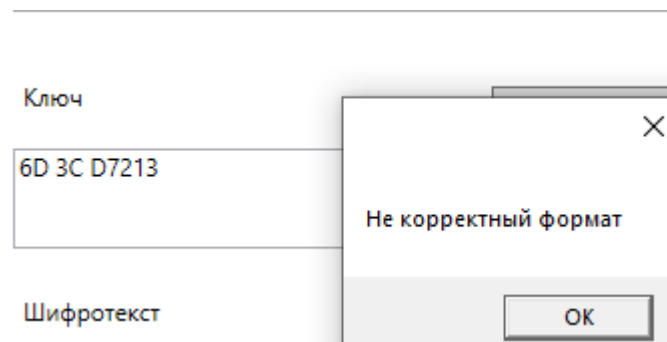 Ключ
6D 3C D7213
Не корректный формат
Шифротекст
OK